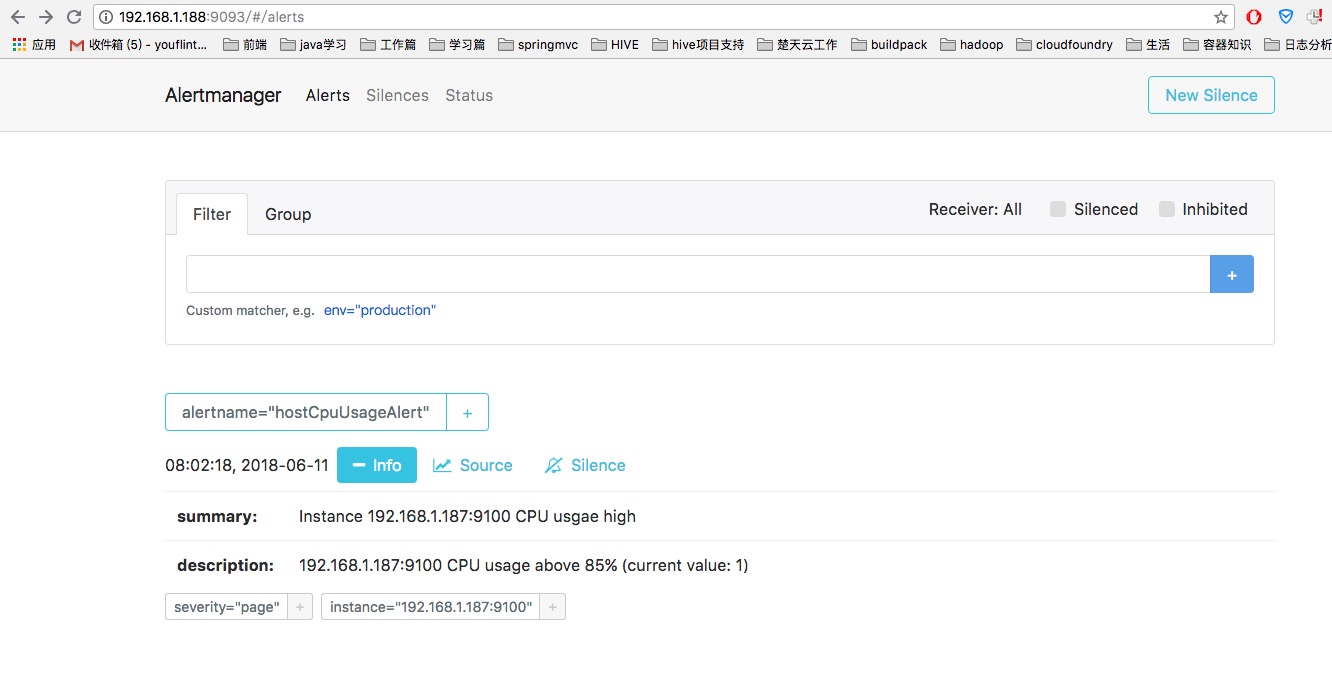 192.168.1.188:9093/#/alerts
应用 收件箱 (5) - youflint... 前端 java学习 工作篇 学习篇 springmvc HIVE hive项目支持 楚天云工作 buildpack hadoop cloudfoundry 生活 容器知识 日志分析
Alertmanager Alerts Silences Status New Silence
Filter Group Receiver: All Silenced Inhibited
+
Custom matcher, e.g. env="production"
alertname="hostCpuUsageAlert" +
08:02:18, 2018-06-11 Info Source Silence
summary: Instance 192.168.1.187:9100 CPU usgae high
description: 192.168.1.187:9100 CPU usage above 85% (current value: 1)
severity="page" + instance="192.168.1.187:9100" +